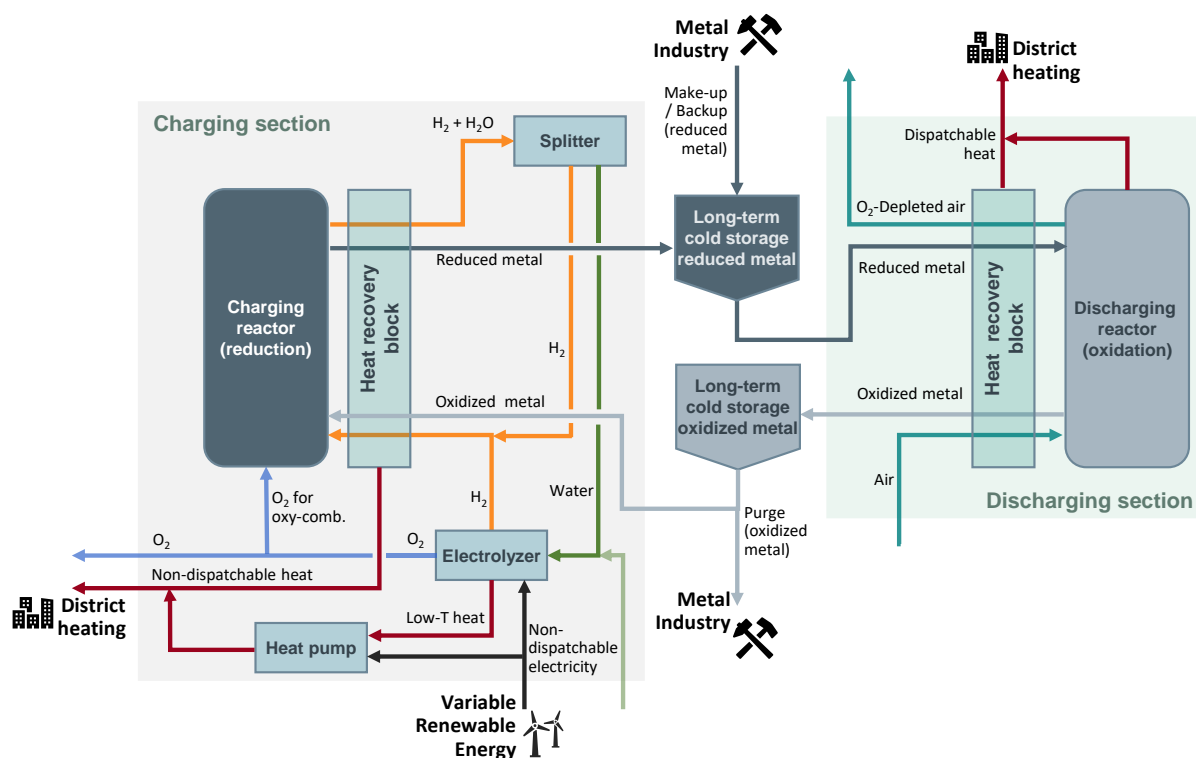 Metal
Industry
District
heating
Make-up
/ Backup
(reduced
metal)
Charging section
H₂ + H₂O
Splitter
Dispatchable
heat
O₂-Depleted air
Long-term
cold storage
reduced metal
Reduced metal
Reduced metal
Charging
reactor
(reduction)
Heat recovery
block
Heat recovery
block
Discharging
reactor
(oxidation)
H₂
Oxidized  metal
Long-term
cold storage
oxidized metal
Oxidized metal
Air
Discharging section
O₂ for
oxy-comb.
H₂
Water
Purge
(oxidized
metal)
O₂
O₂
Electrolyzer
Non-dispatchable heat
District
heating
Low-T heat
Heat pump
Non-
dispatchable
electricity
Metal
Industry
Variable
Renewable
Energy